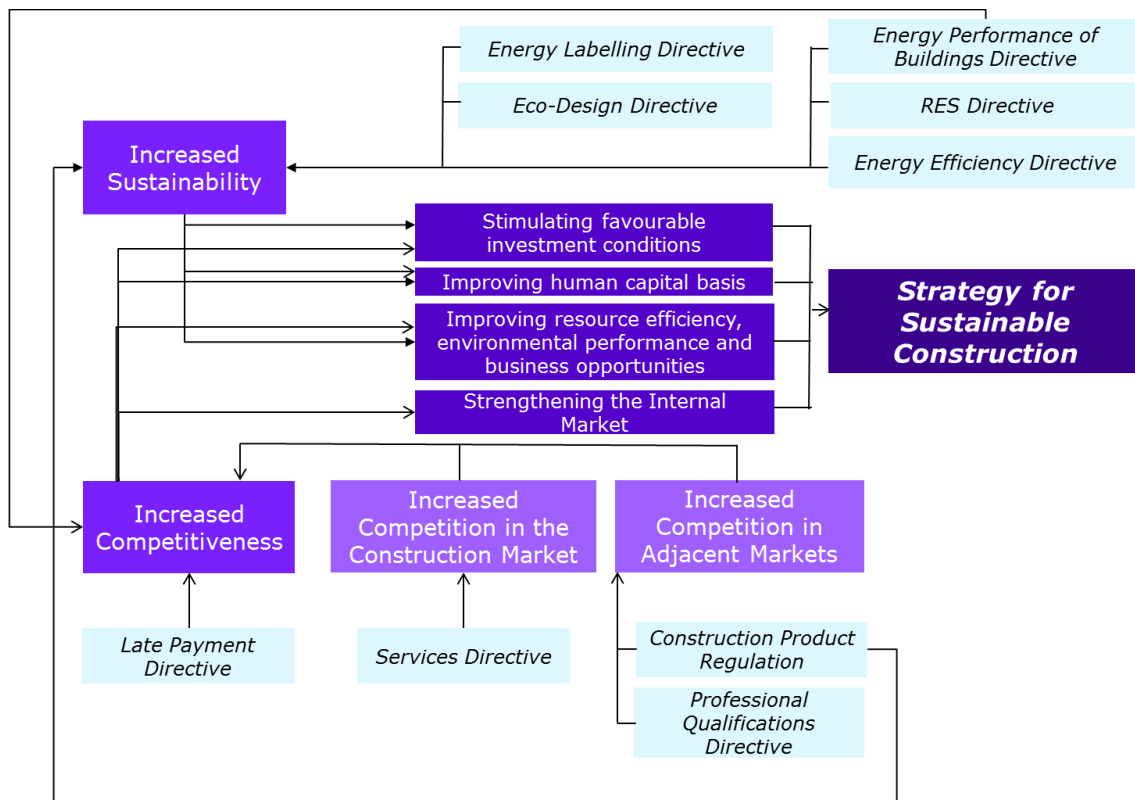 Energy Labelling Directive
Energy Performance of
Buildings Directive
Eco-Design Directive
RES Directive
Increased
Sustainability
Energy Efficiency Directive
Stimulating favourable
investment conditions
Improving human capital basis
Improving resource efficiency,
environmental performance and
business opportunities
Strengthening the Internal
Market
Strategy for
Sustainable
Construction
Increased
Competitiveness
Increased
Competition in the
Construction Market
Increased
Competition in
Adjacent Markets
Late Payment
Directive
Services Directive
Construction Product
Regulation
Professional
Qualifications
Directive